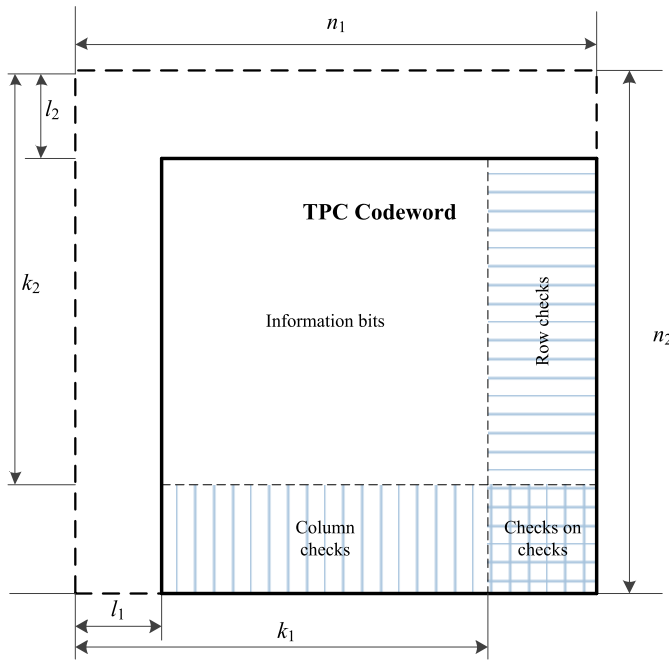 n₁
l₂
TPC Codeword
k₂
Information bits
Row checks
n₂
Column
checks
Checks on
checks
l₁
k₁